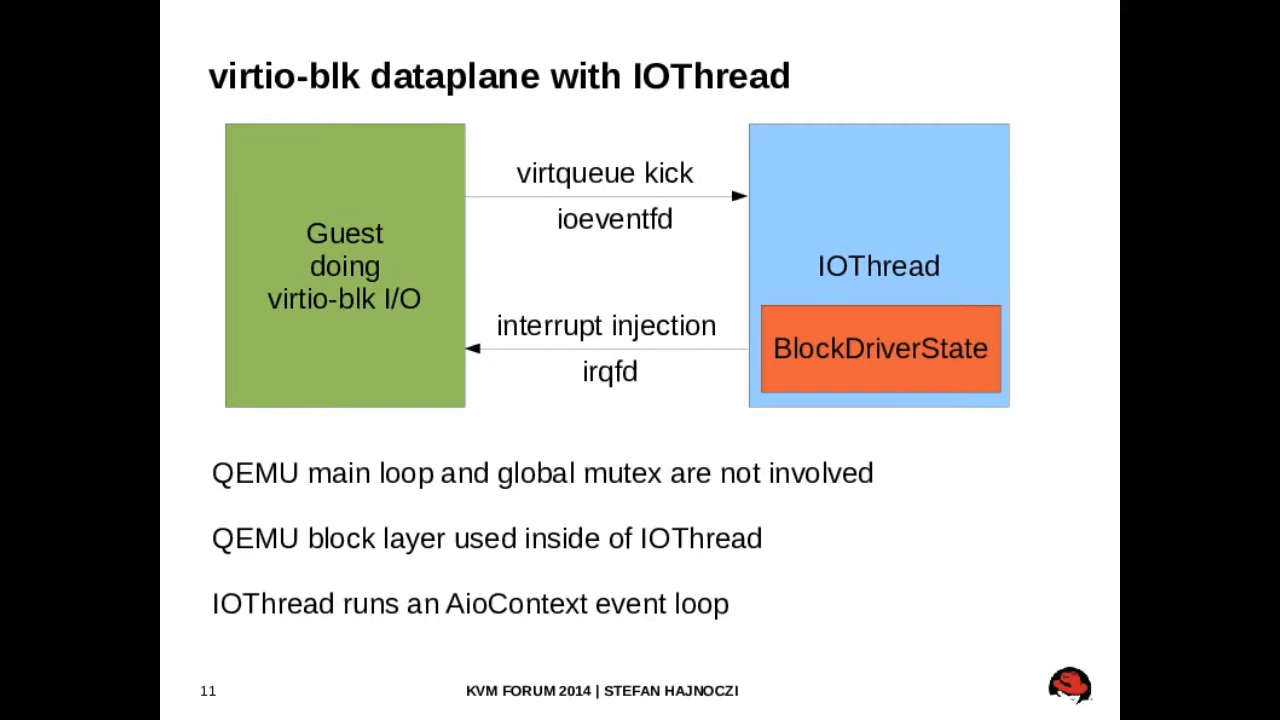 virtio-blk dataplane with IOThread
virtqueue kick
ioeventfd
Guest
doing
virtio-blk I/O
IOThread
interrupt injection
irqfd
BlockDriverState
QEMU main loop and global mutex are not involved
QEMU block layer used inside of IOThread
IOThread runs an AioContext event loop
11
KVM FORUM 2014 | STEFAN HAJNOCZI